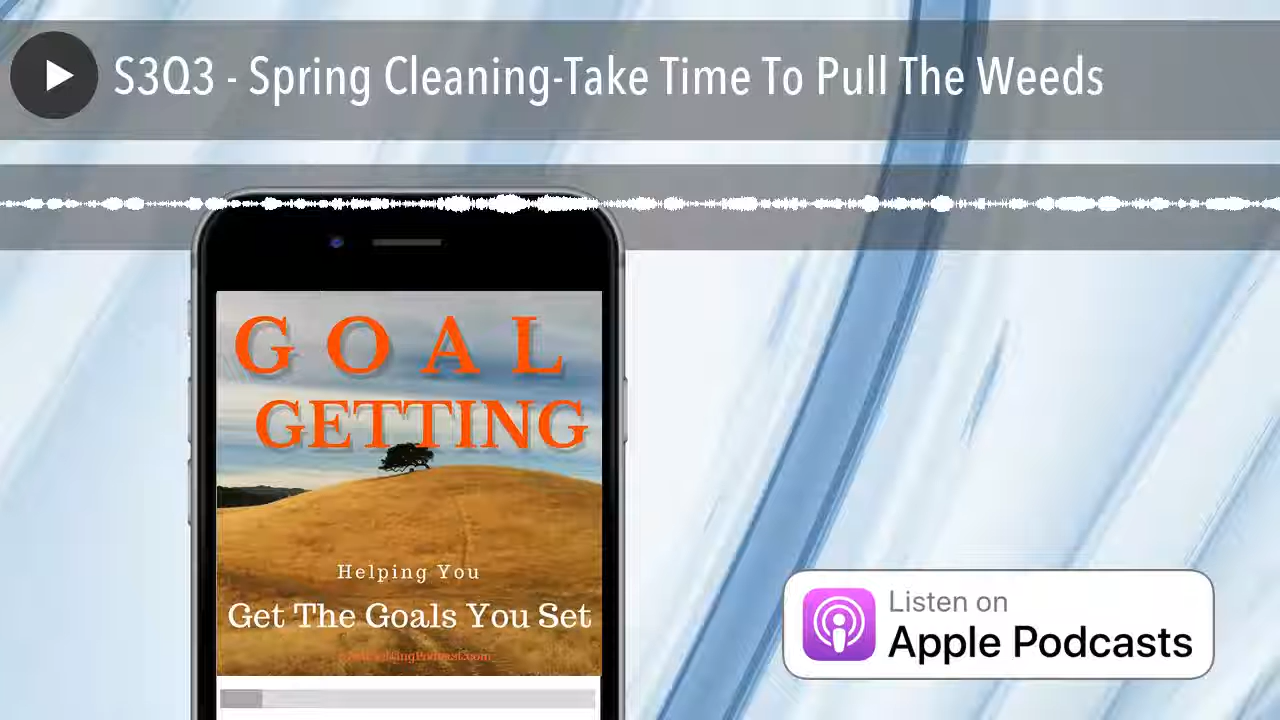 S3Q3 - Spring Cleaning-Take Time To Pull The Weeds
GOAL
GETTING
Helping You
Get The Goals You Set
Listen on
Apple Podcasts